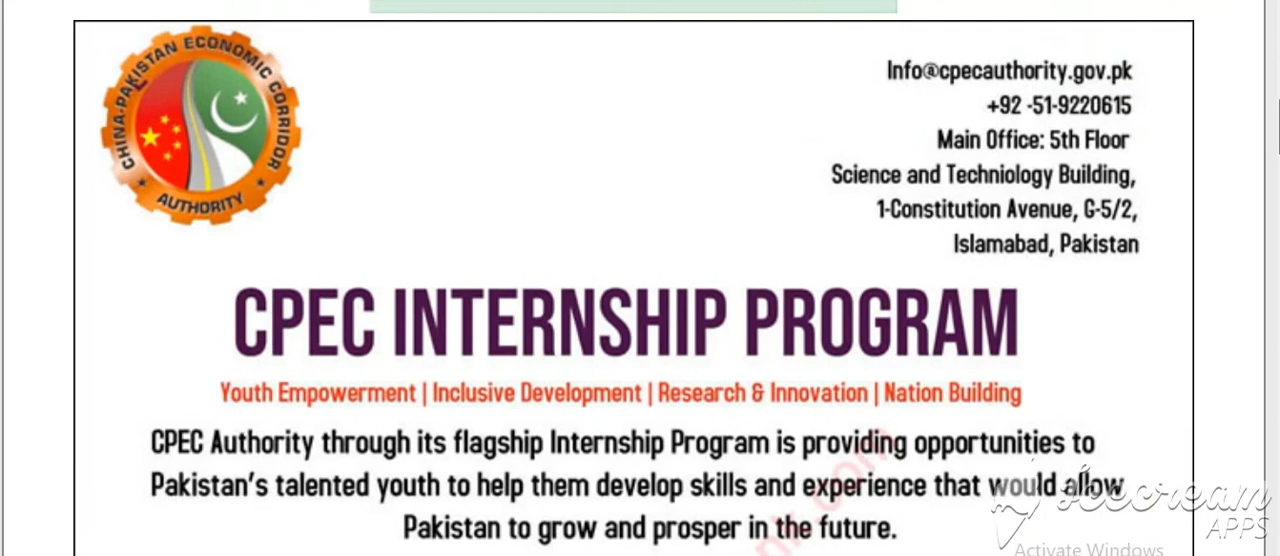 CHINA-PAKISTAN ECONOMIC CORRIDOR
AUTHORITY
Info@cpecauthority.gov.pk
+92 -51-9220615
Main Office: 5th Floor
Science and Techniology Building,
1-Constitution Avenue, G-5/2,
Islamabad, Pakistan
CPEC INTERNSHIP PROGRAM
Youth Empowerment | Inclusive Development | Research & Innovation | Nation Building
CPEC Authority through its flagship Internship Program is providing opportunities to
Pakistan's talented youth to help them develop skills and experience that would allow
Pakistan to grow and prosper in the future.
icecream
APPS
Activate Windows